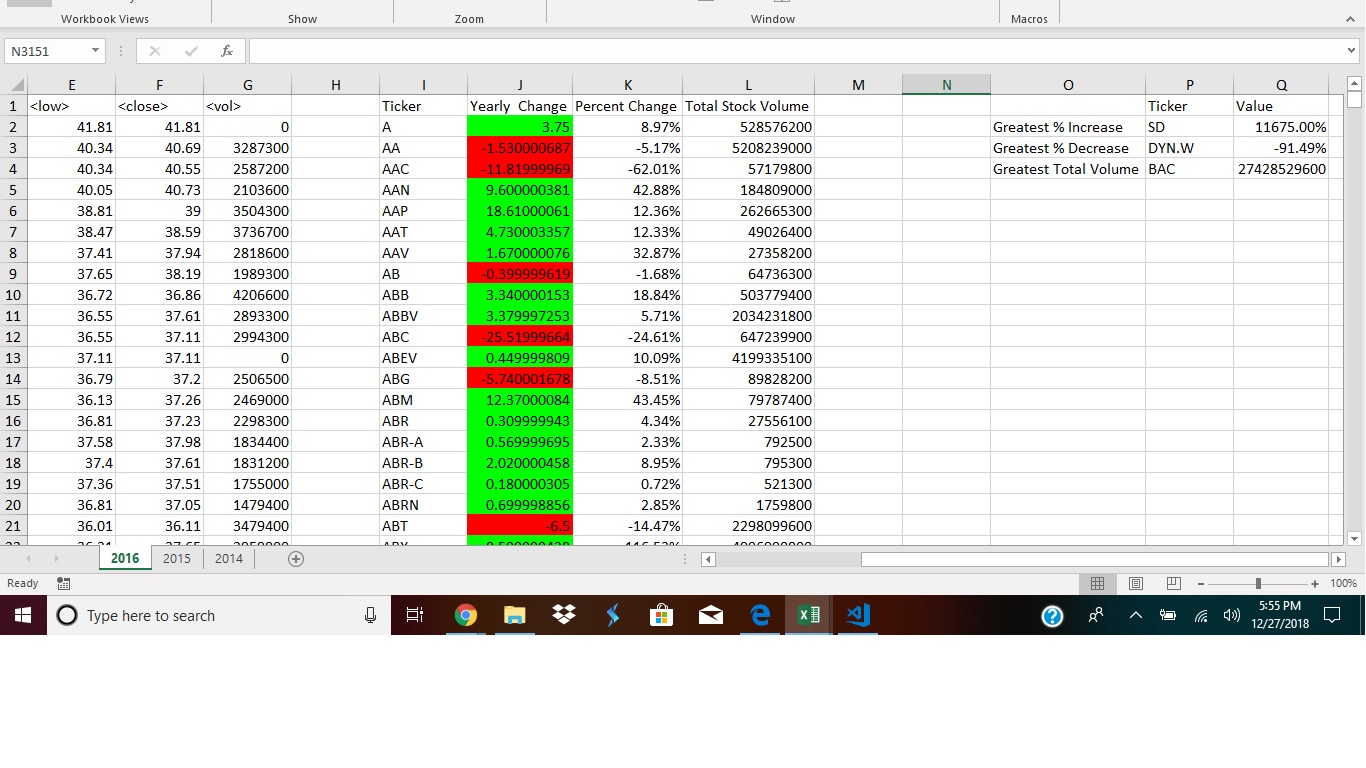 Workbook Views Show Zoom Window Macros
N3151
E F G H I J K L M N O P Q
1 <low> <close> <vol> Ticker Yearly Change Percent Change Total Stock Volume Ticker Value
2 41.81 41.81 0 A 3.75 8.97% 528576200 Greatest % Increase SD 11675.00%
3 40.34 40.69 3287300 AA -1.530000687 -5.17% 5208239000 Greatest % Decrease DYN.W -91.49%
4 40.34 40.55 2587200 AAC -11.81999969 -62.01% 57179800 Greatest Total Volume BAC 27428529600
5 40.05 40.73 2103600 AAN 9.600000381 42.88% 184809000
6 38.81 39 3504300 AAP 18.61000061 12.36% 262665300
7 38.47 38.59 3736700 AAT 4.730003357 12.33% 49026400
8 37.41 37.94 2818600 AAV 1.670000076 32.87% 27358200
9 37.65 38.19 1989300 AB -0.399999619 -1.68% 64736300
10 36.72 36.86 4206600 ABB 3.340000153 18.84% 503779400
11 36.55 37.61 2893300 ABBV 3.379997253 5.71% 2034231800
12 36.55 37.11 2994300 ABC -25.51999664 -24.61% 647239900
13 37.11 37.11 0 ABEV 0.449999809 10.09% 4199335100
14 36.79 37.2 2506500 ABG -5.740001678 -8.51% 89828200
15 36.13 37.26 2469000 ABM 12.37000084 43.45% 79787400
16 36.81 37.23 2298300 ABR 0.309999943 4.34% 27556100
17 37.58 37.98 1834400 ABR-A 0.569999695 2.33% 792500
18 37.4 37.61 1831200 ABR-B 2.020000458 8.95% 795300
19 37.36 37.51 1755000 ABR-C 0.180000305 0.72% 521300
20 36.81 37.05 1479400 ABRN 0.699998856 2.85% 1759800
21 36.01 36.11 3479400 ABT -6.5 -14.47% 2298099600
2016 2015 2014
Ready 100%
Type here to search
5:55 PM
12/27/2018